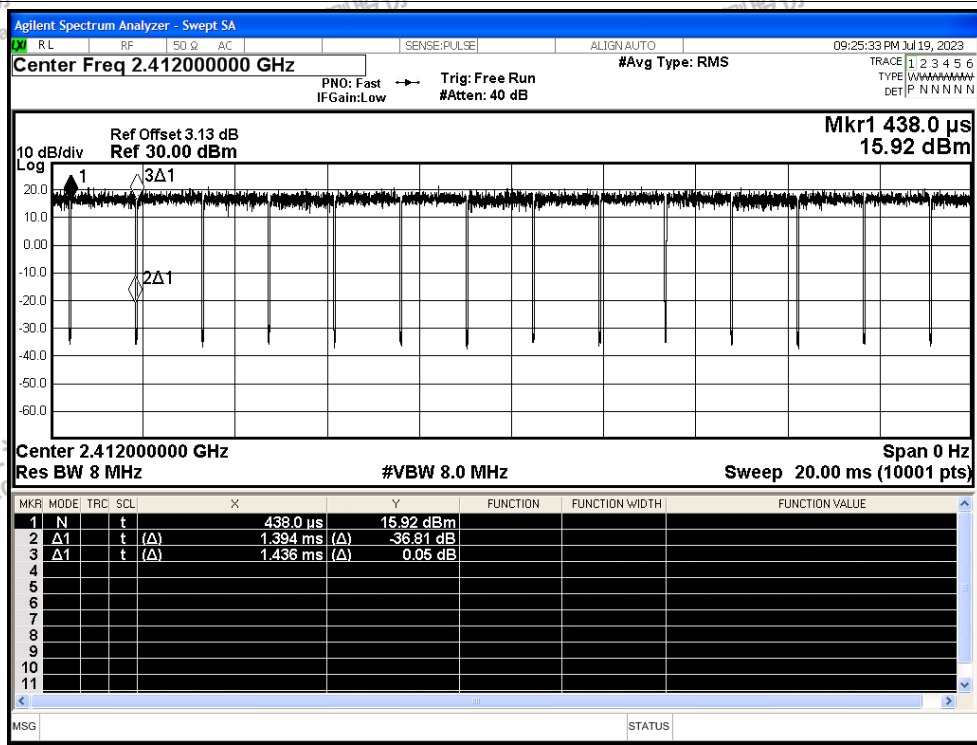 Agilent Spectrum Analyzer - Swept SA
LXI RL RF 50 Ω AC SENSE:PULSE ALIGN AUTO 09:25:33 PM Jul 19, 2023
Center Freq 2.412000000 GHz #Avg Type: RMS TRACE 1 2 3 4 5 6
PNO: Fast Trig: Free Run TYPE WWWWWW
IFGain:Low #Atten: 40 dB DET P N N N N N
Mkr1 438.0 µs
Ref Offset 3.13 dB
10 dB/div Ref 30.00 dBm 15.92 dBm
Log
1 3Δ1
20.0
10.0
0.00
-10.0
2Δ1
-20.0
-30.0
-40.0
-50.0
-60.0
Center 2.412000000 GHz Span 0 Hz
Res BW 8 MHz #VBW 8.0 MHz Sweep 20.00 ms (10001 pts)
MKR MODE TRC SCL X Y FUNCTION FUNCTION WIDTH FUNCTION VALUE
1 N t 438.0 µs 15.92 dBm
2 Δ1 t (Δ) 1.394 ms (Δ) -36.81 dB
3 Δ1 t (Δ) 1.436 ms (Δ) 0.05 dB
4
5
6
7
8
9
10
11
MSG STATUS